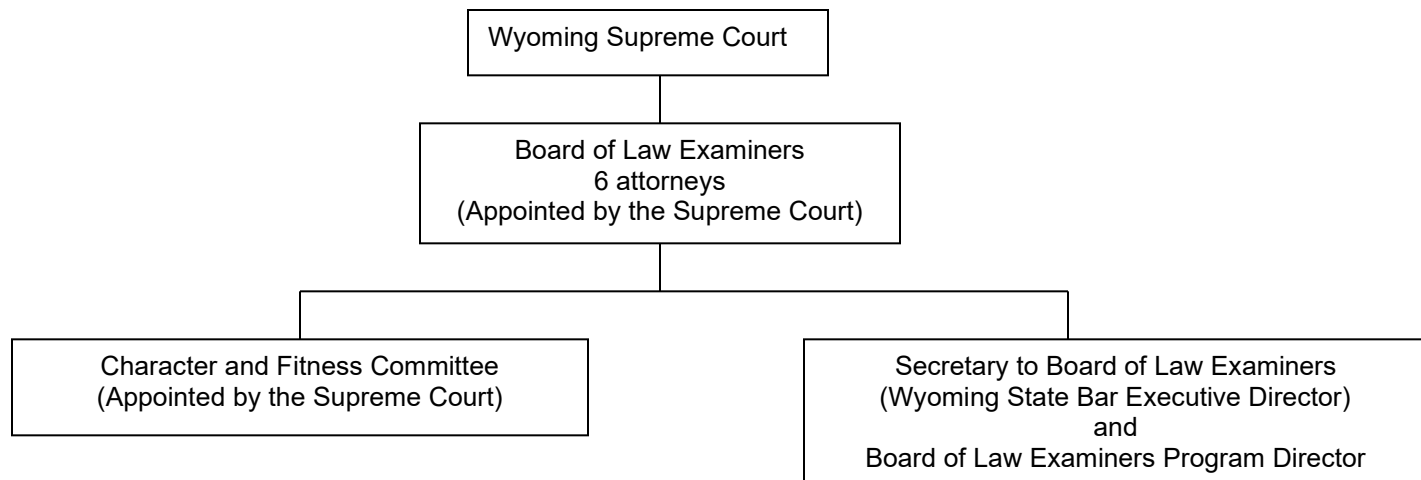 Wyoming Supreme Court
Board of Law Examiners
6 attorneys
(Appointed by the Supreme Court)
Character and Fitness Committee
(Appointed by the Supreme Court)
Secretary to Board of Law Examiners
(Wyoming State Bar Executive Director)
and
Board of Law Examiners Program Director